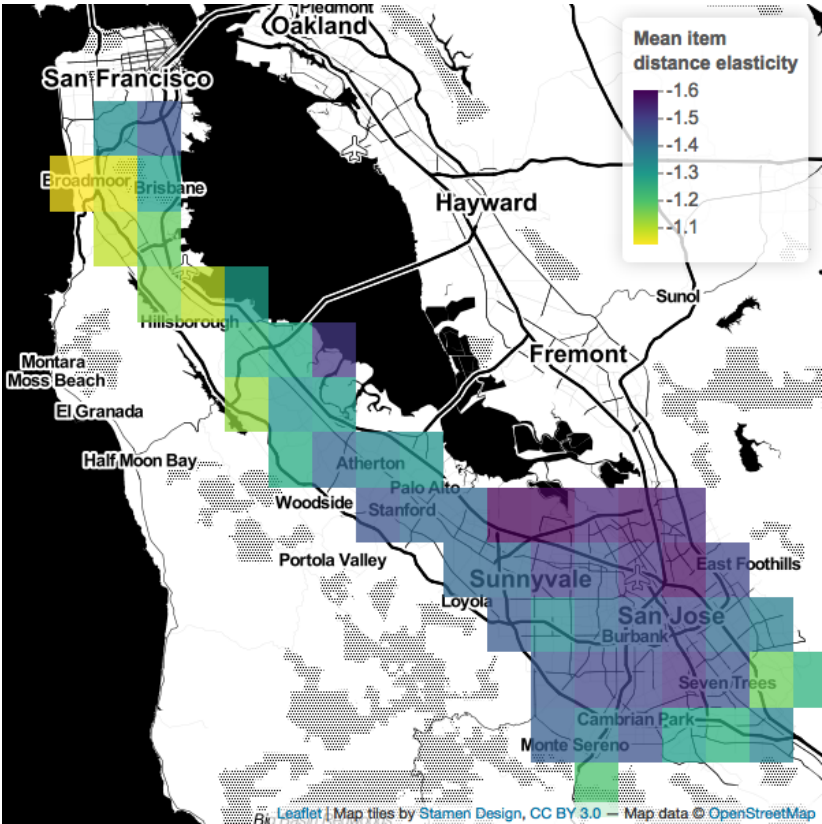 Piedmont
Oakland
San Francisco
Mean item
distance elasticity
-1.6
-1.5
-1.4
-1.3
-1.2
-1.1
Broadmoor
Brisbane
Hayward
Sunol
Hillsborough
Fremont
Montara
Moss Beach
El Granada
Half Moon Bay
Atherton
Palo Alto
Woodside
Stanford
Portola Valley
East Foothills
Sunnyvale
Loyola
San Jose
Burbank
Seven Trees
Cambrian Park
Monte Sereno
Leaflet | Map tiles by Stamen Design, CC BY 3.0 — Map data © OpenStreetMap